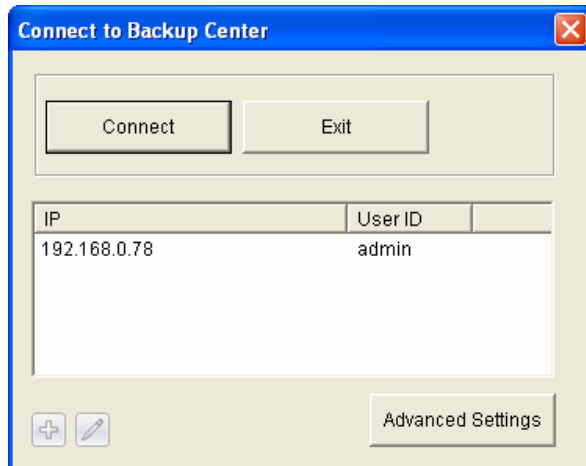 Connect to Backup Center
Connect Exit
IP User ID
192.168.0.78 admin
Advanced Settings